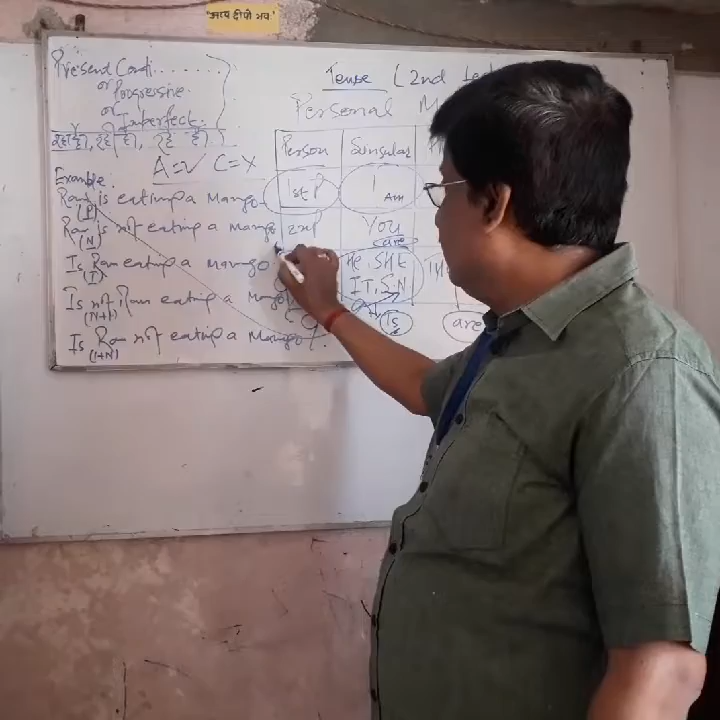 "अप्प दीपो भव"
Present Conti.......
or Progressive
or Imperfect.
रहा है, रही है, रहे हैं।
A=V C=X
Example.
Ram is eating a Mango.
(P)
Ram is not eating a Mango
(N)
Is Ram eating a Mango
(I)
Is not Ram eating a Mango
(N+I)
Is Ram not eating a Mango ?
(I+N)
Tense (2nd
Personal
Person Singular
1st P I Am
2nd You are
He, SHE
IT, S.N
is are